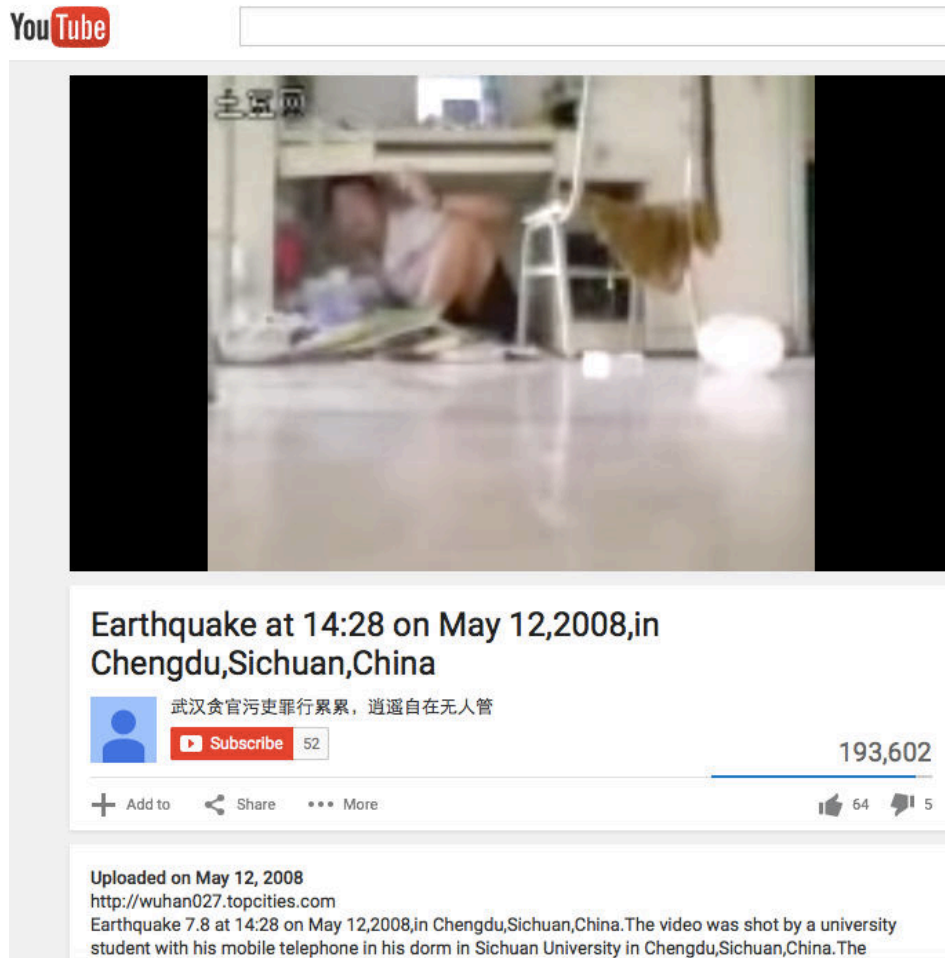 YouTube
Earthquake at 14:28 on May 12,2008,in
Chengdu,Sichuan,China
武汉贪官污吏罪行累累，逍遥自在无人管
Subscribe 52
193,602
Add to Share More 64 5
Uploaded on May 12, 2008
http://wuhan027.topcities.com
Earthquake 7.8 at 14:28 on May 12,2008,in Chengdu,Sichuan,China.The video was shot by a university
student with his mobile telephone in his dorm in Sichuan University in Chengdu,Sichuan,China.The